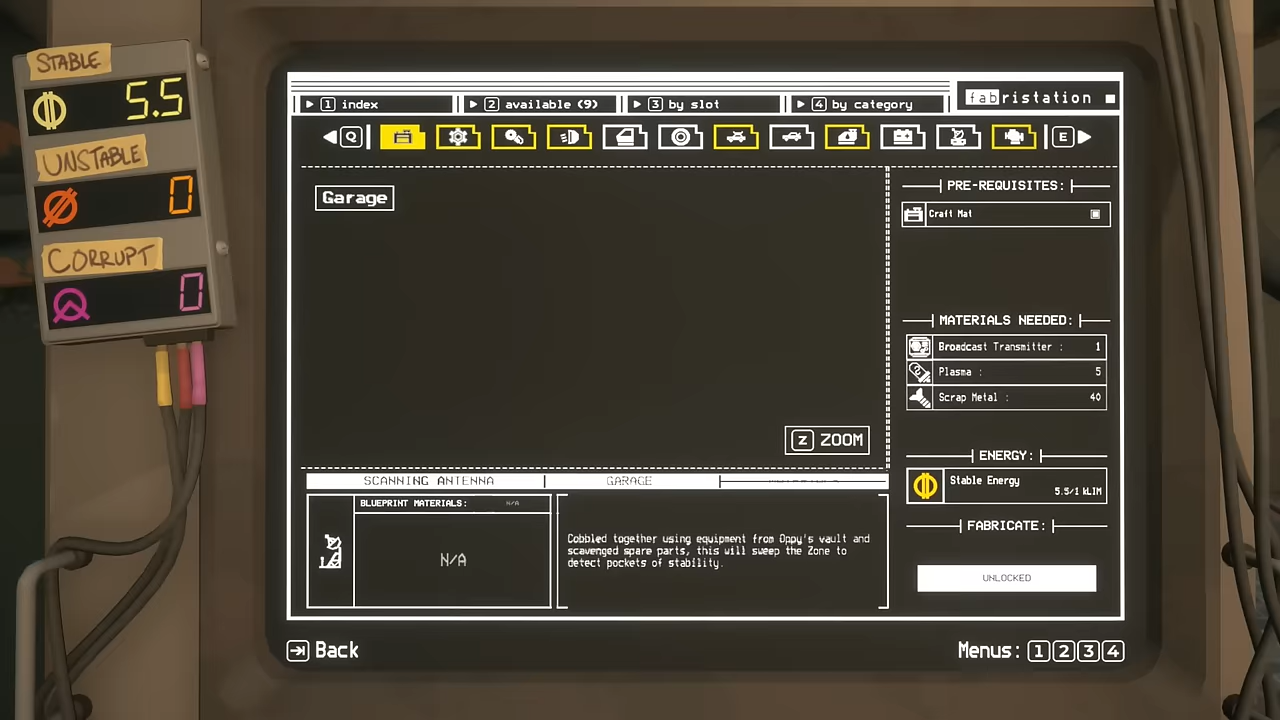 STABLE
5.5
UNSTABLE
0
CORRUPT
0
1 index
2 available (9)
3 by slot
4 by category
fabristation
Q
E
Garage
Z ZOOM
PRE-REQUISITES:
Craft Mat
MATERIALS NEEDED:
Broadcast Transmitter : 1
Plasma : 5
Scrap Metal : 40
ENERGY:
Stable Energy
5.5/1 kLIM
FABRICATE:
UNLOCKED
SCANNING ANTENNA
GARAGE
BLUEPRINT MATERIALS: N/A
N/A
Cobbled together using equipment from Oppy's vault and
scavenged spare parts, this will sweep the Zone to
detect pockets of stability.
Back
Menus: 1 2 3 4